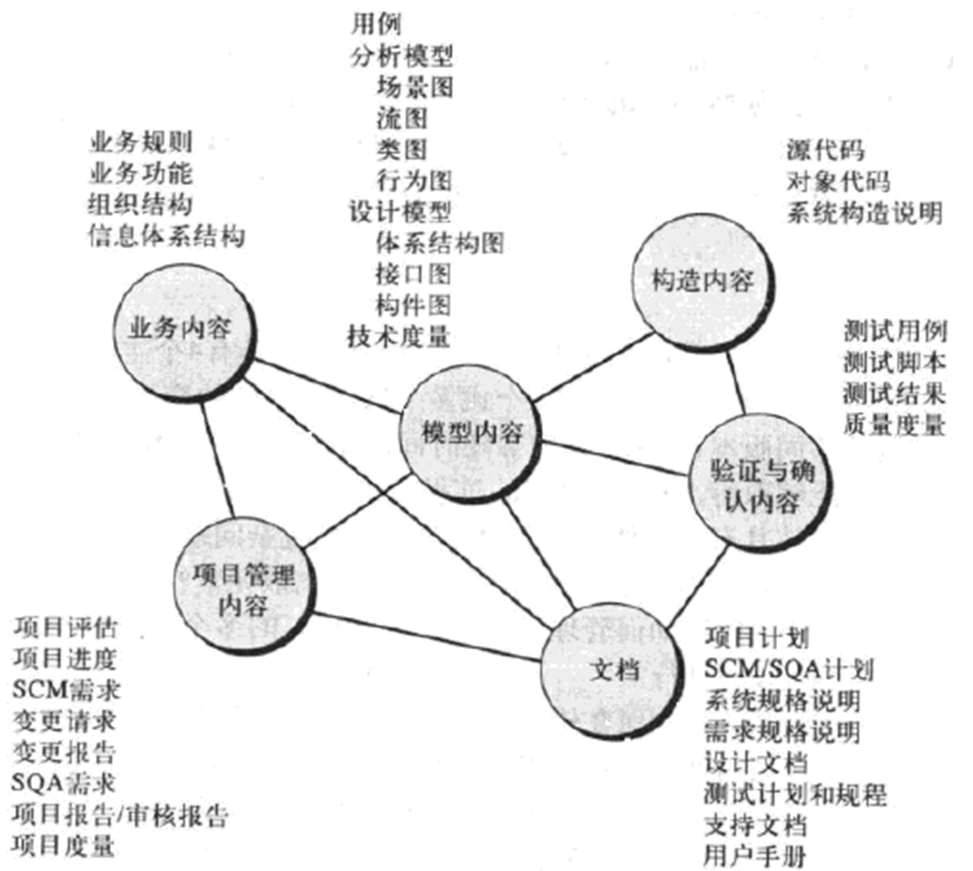 用例
分析模型
场景图
流图
类图
行为图
设计模型
体系结构图
接口图
构件图
技术度量
业务规则
业务功能
组织结构
信息体系结构
业务内容
源代码
对象代码
系统构造说明
构造内容
模型内容
测试用例
测试脚本
测试结果
质量度量
验证与确
认内容
项目管理
内容
项目评估
项目进度
SCM需求
变更请求
变更报告
SQA需求
项目报告/审核报告
项目度量
文档
项目计划
SCM/SQA计划
系统规格说明
需求规格说明
设计文档
测试计划和规程
支持文档
用户手册